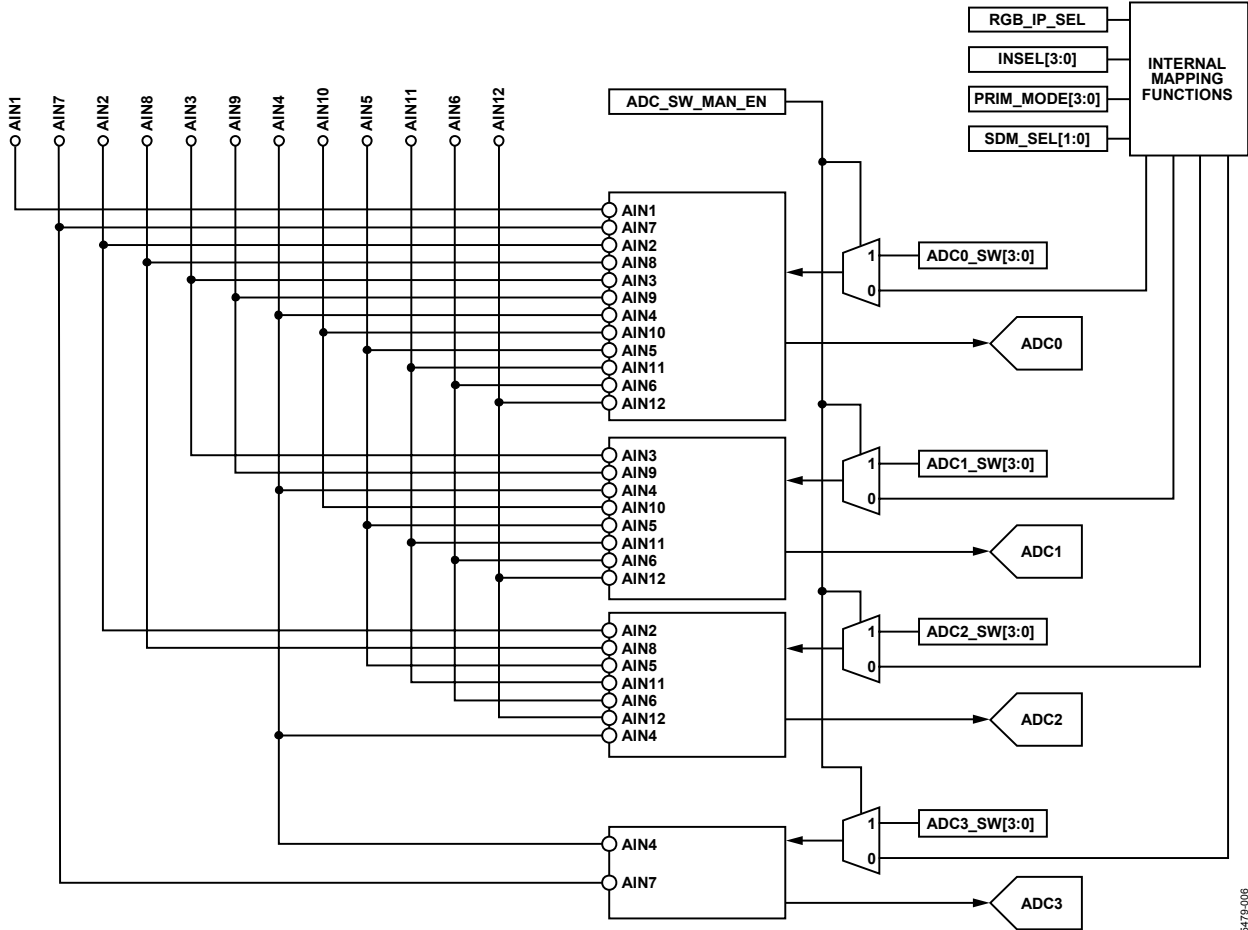 RGB_IP_SEL
INSEL[3:0]
PRIM_MODE[3:0]
SDM_SEL[1:0]
INTERNAL
MAPPING
FUNCTIONS
AIN1
AIN7
AIN2
AIN8
AIN3
AIN9
AIN4
AIN10
AIN5
AIN11
AIN6
AIN12
ADC_SW_MAN_EN
AIN1
AIN7
AIN2
AIN8
AIN3
AIN9
AIN4
AIN10
AIN5
AIN11
AIN6
AIN12
1
0
ADC0_SW[3:0]
ADC0
AIN3
AIN9
AIN4
AIN10
AIN5
AIN11
AIN6
AIN12
1
0
ADC1_SW[3:0]
ADC1
AIN2
AIN8
AIN5
AIN11
AIN6
AIN12
AIN4
1
0
ADC2_SW[3:0]
ADC2
AIN4
AIN7
1
0
ADC3_SW[3:0]
ADC3